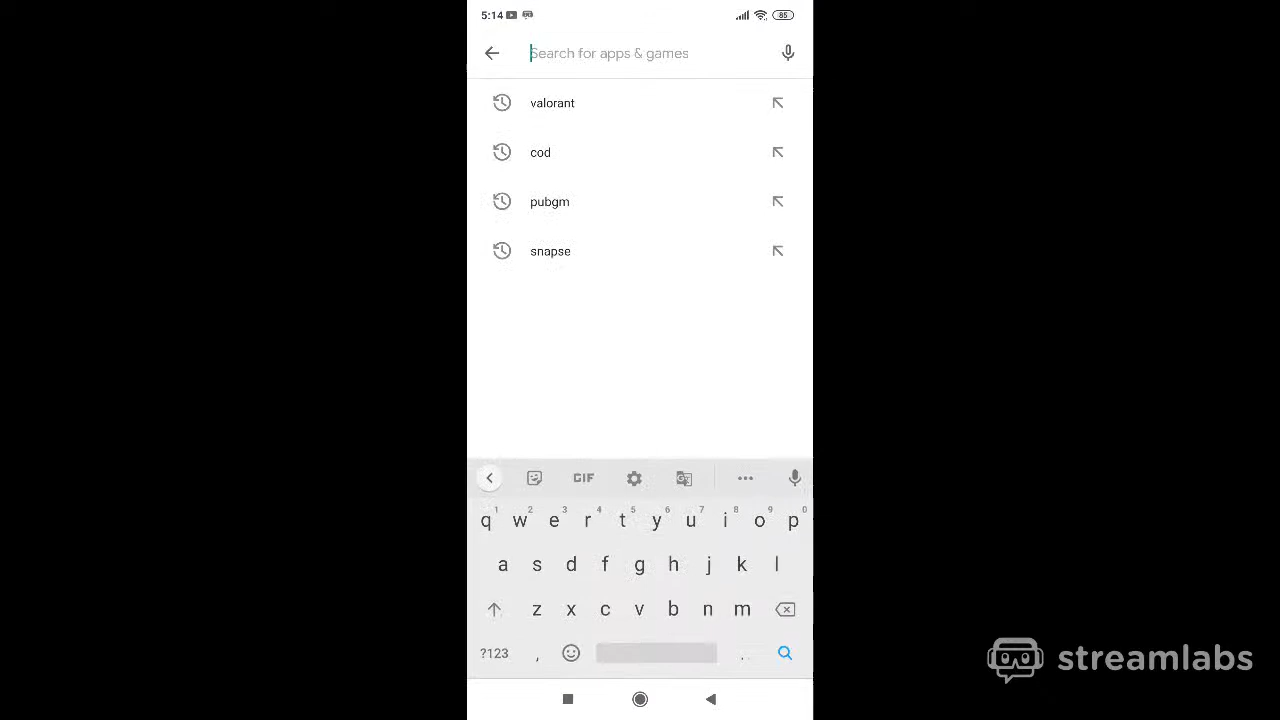 5:14 85
Search for apps & games
valorant
cod
pubgm
snapse
GIF
1 2 3 4 5 6 7 8 9 0
q w e r t y u i o p
a s d f g h j k l
z x c v b n m
?123 , .
streamlabs